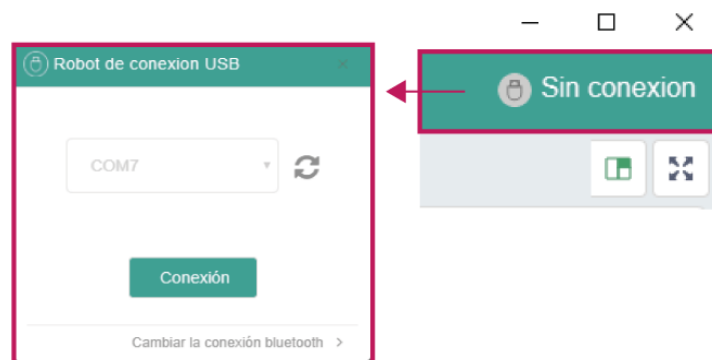 Robot de conexion USB
Sin conexion
COM7
Conexión
Cambiar la conexión bluetooth